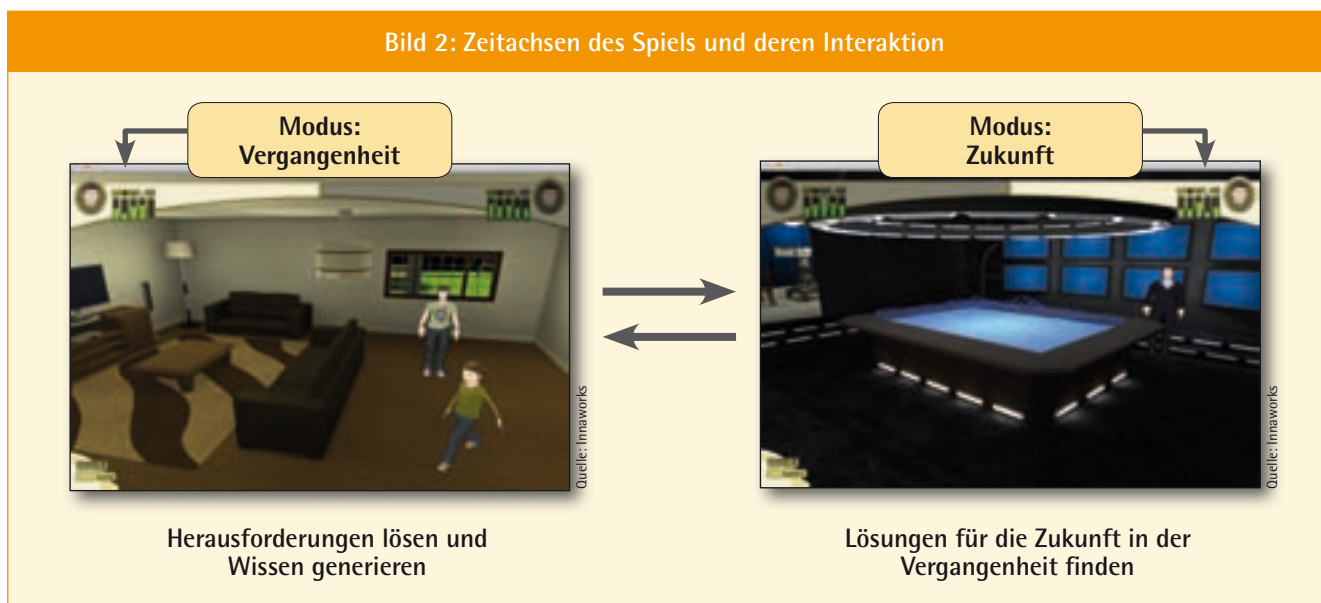 Bild 2: Zeitachsen des Spiels und deren Interaktion
Modus:
Vergangenheit
Quelle: Innaworks
Herausforderungen lösen und
Wissen generieren
Modus:
Zukunft
Quelle: Innaworks
Lösungen für die Zukunft in der
Vergangenheit finden